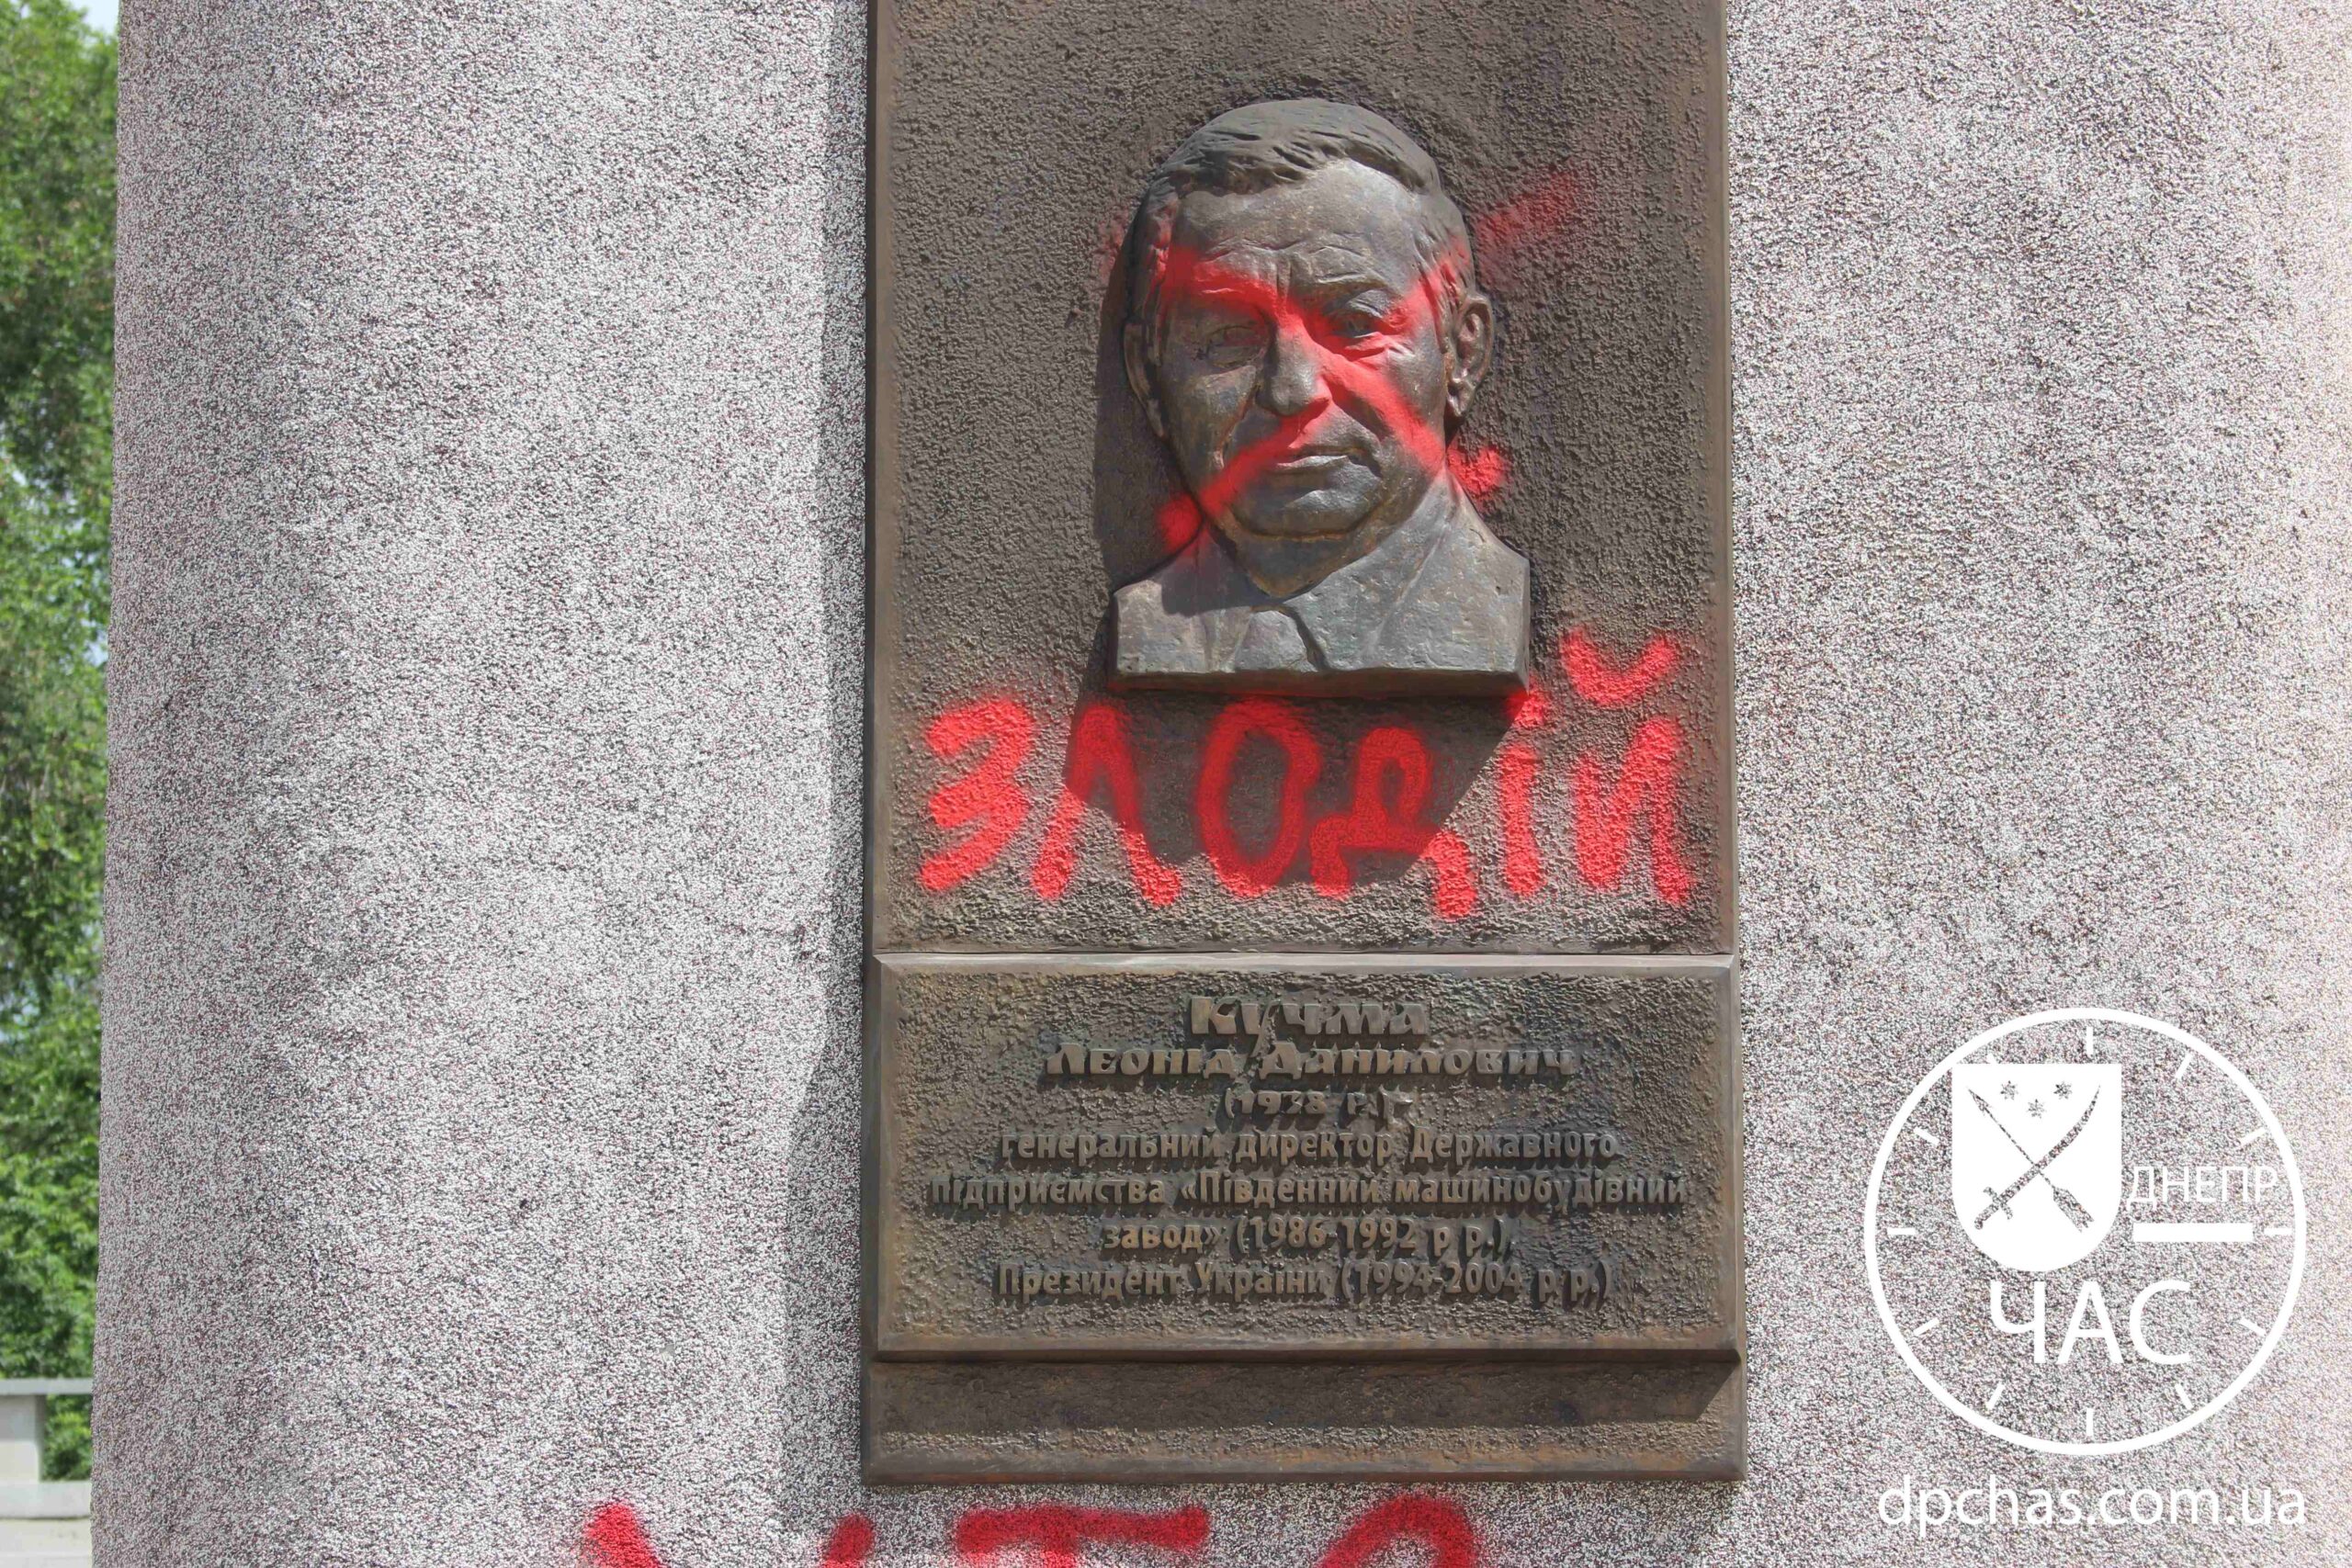 злодій
Кучма
Леонід Данилович
(1938 р.)
генеральний директор Державного
підприємства «Південний машинобудівний
завод» (1986-1992 р р.),
Президент України (1994-2004 р р.)
ДНЕПР
ЧАС
dpchas.com.ua